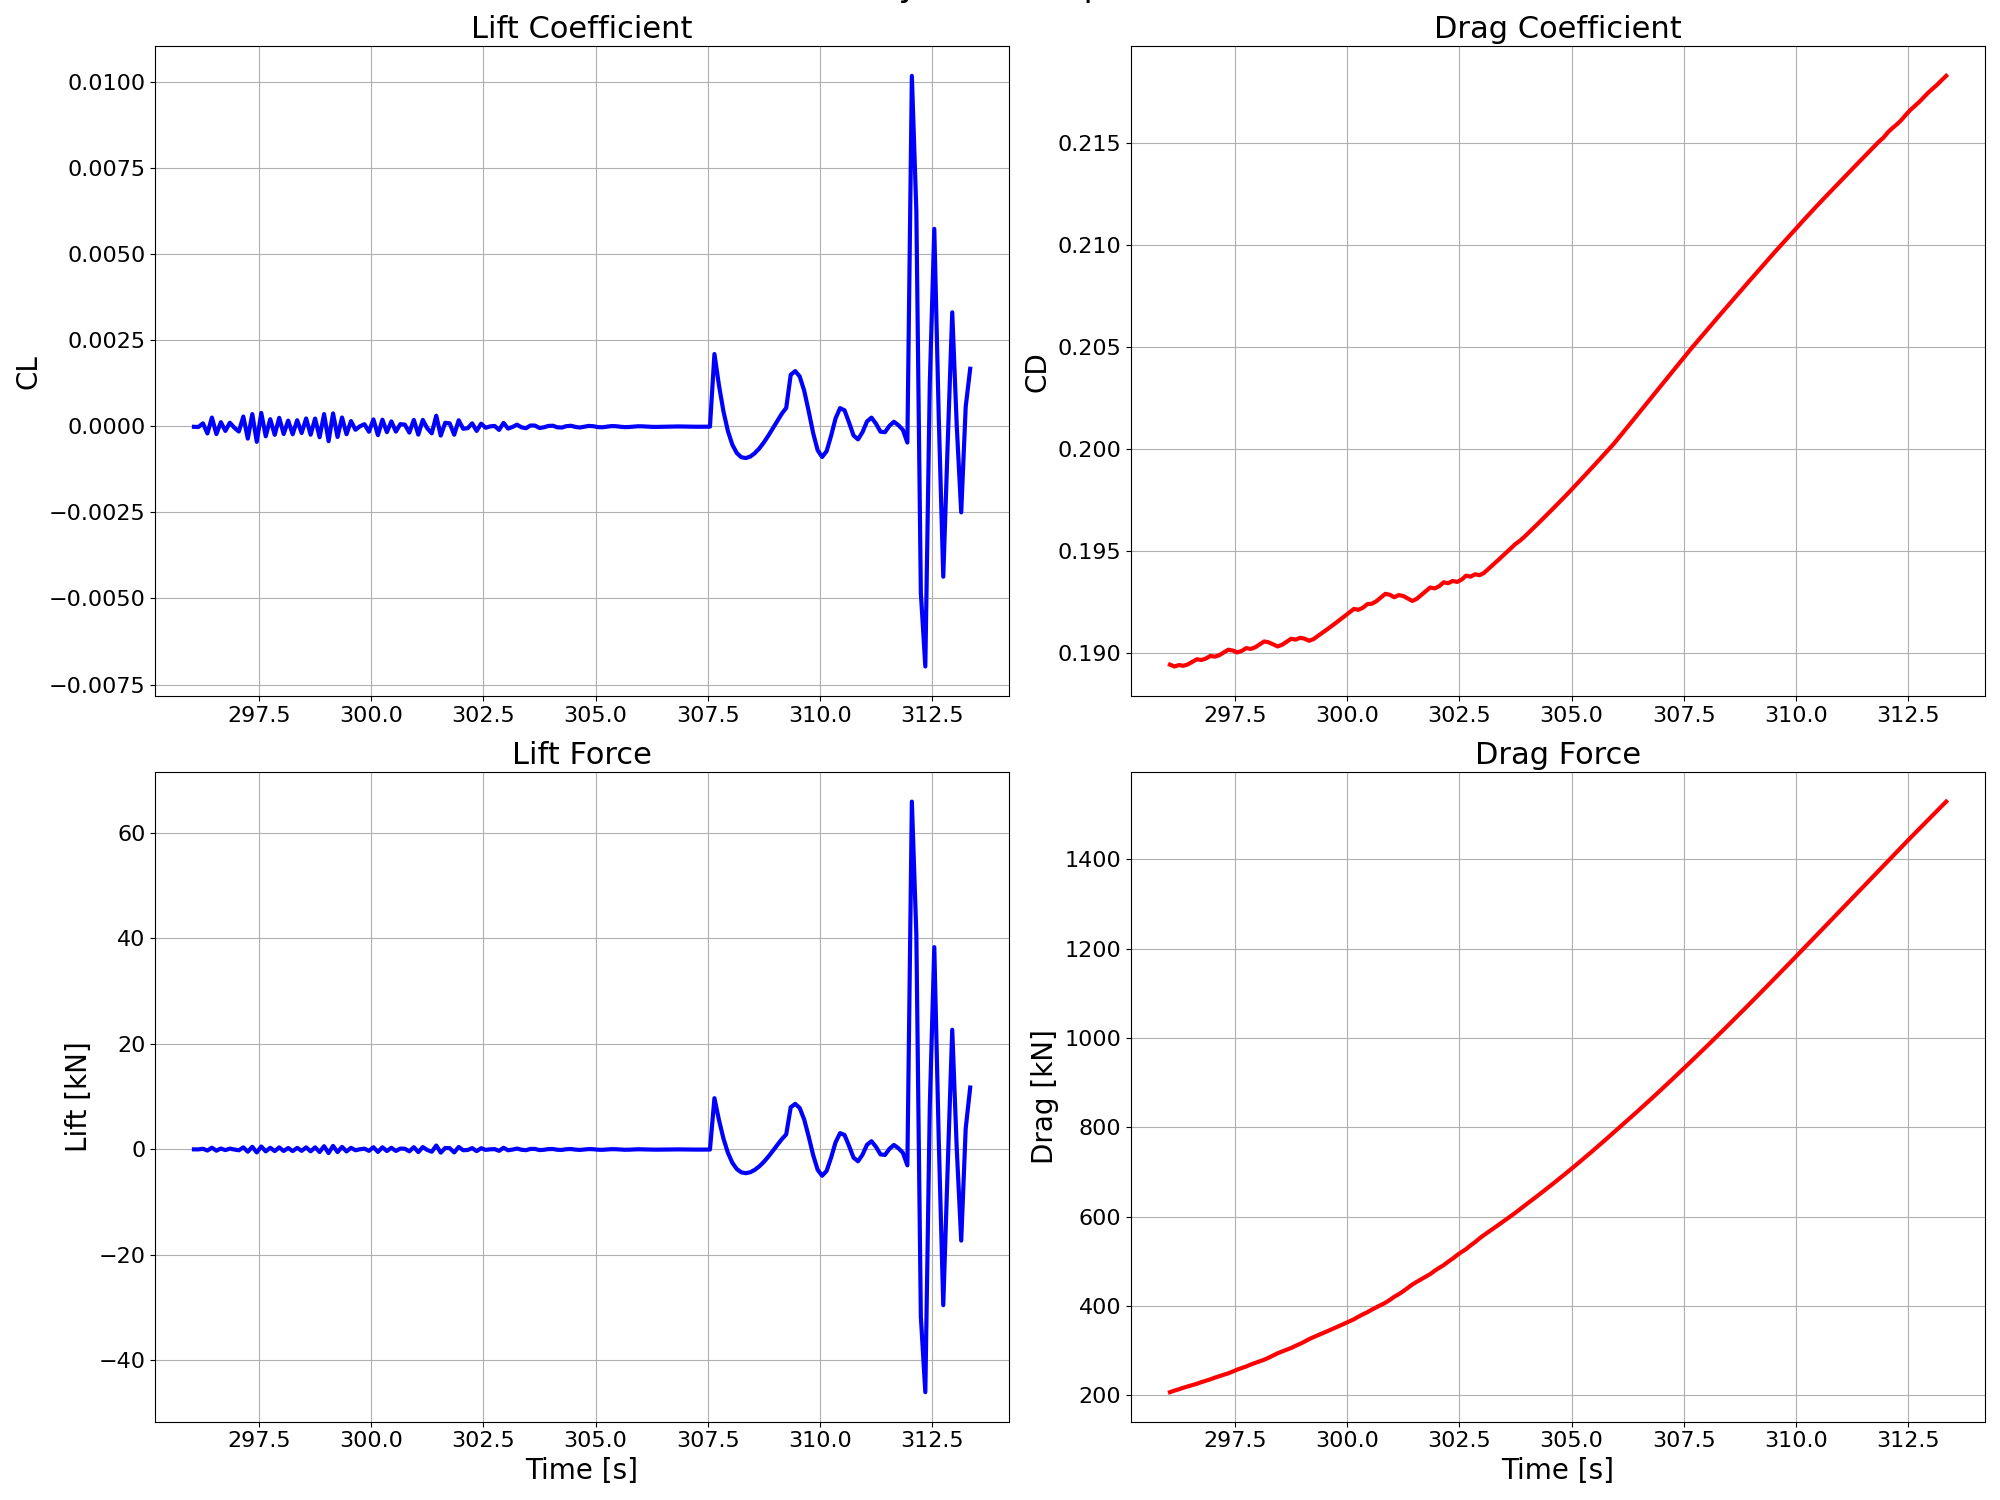 Lift Coefficient
CL
0.0100
0.0075
0.0050
0.0025
0.0000
−0.0025
−0.0050
−0.0075
297.5 300.0 302.5 305.0 307.5 310.0 312.5
Drag Coefficient
CD
0.215
0.210
0.205
0.200
0.195
0.190
297.5 300.0 302.5 305.0 307.5 310.0 312.5
Lift Force
Lift [kN]
60
40
20
0
−20
−40
297.5 300.0 302.5 305.0 307.5 310.0 312.5
Time [s]
Drag Force
Drag [kN]
1400
1200
1000
800
600
400
200
297.5 300.0 302.5 305.0 307.5 310.0 312.5
Time [s]